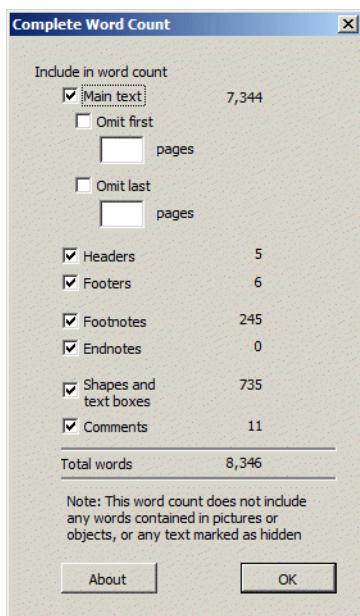 Complete Word Count
Include in word count
Main text 7,344
Omit first
pages
Omit last
pages
Headers 5
Footers 6
Footnotes 245
Endnotes 0
Shapes and 735
text boxes
Comments 11
Total words 8,346
Note: This word count does not include
any words contained in pictures or
objects, or any text marked as hidden
About OK